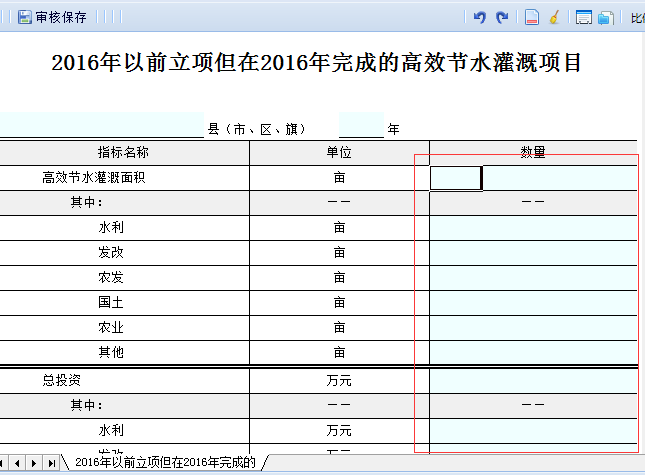 审核保存 比
2016年以前立项但在2016年完成的高效节水灌溉项目
县（市、区、旗） 年
指标名称 单位 数量
高效节水灌溉面积 亩
其中： －－ －－
水利 亩
发改 亩
农发 亩
国土 亩
农业 亩
其他 亩
总投资 万元
其中： －－ －－
水利 万元
2016年以前立项但在2016年完成的